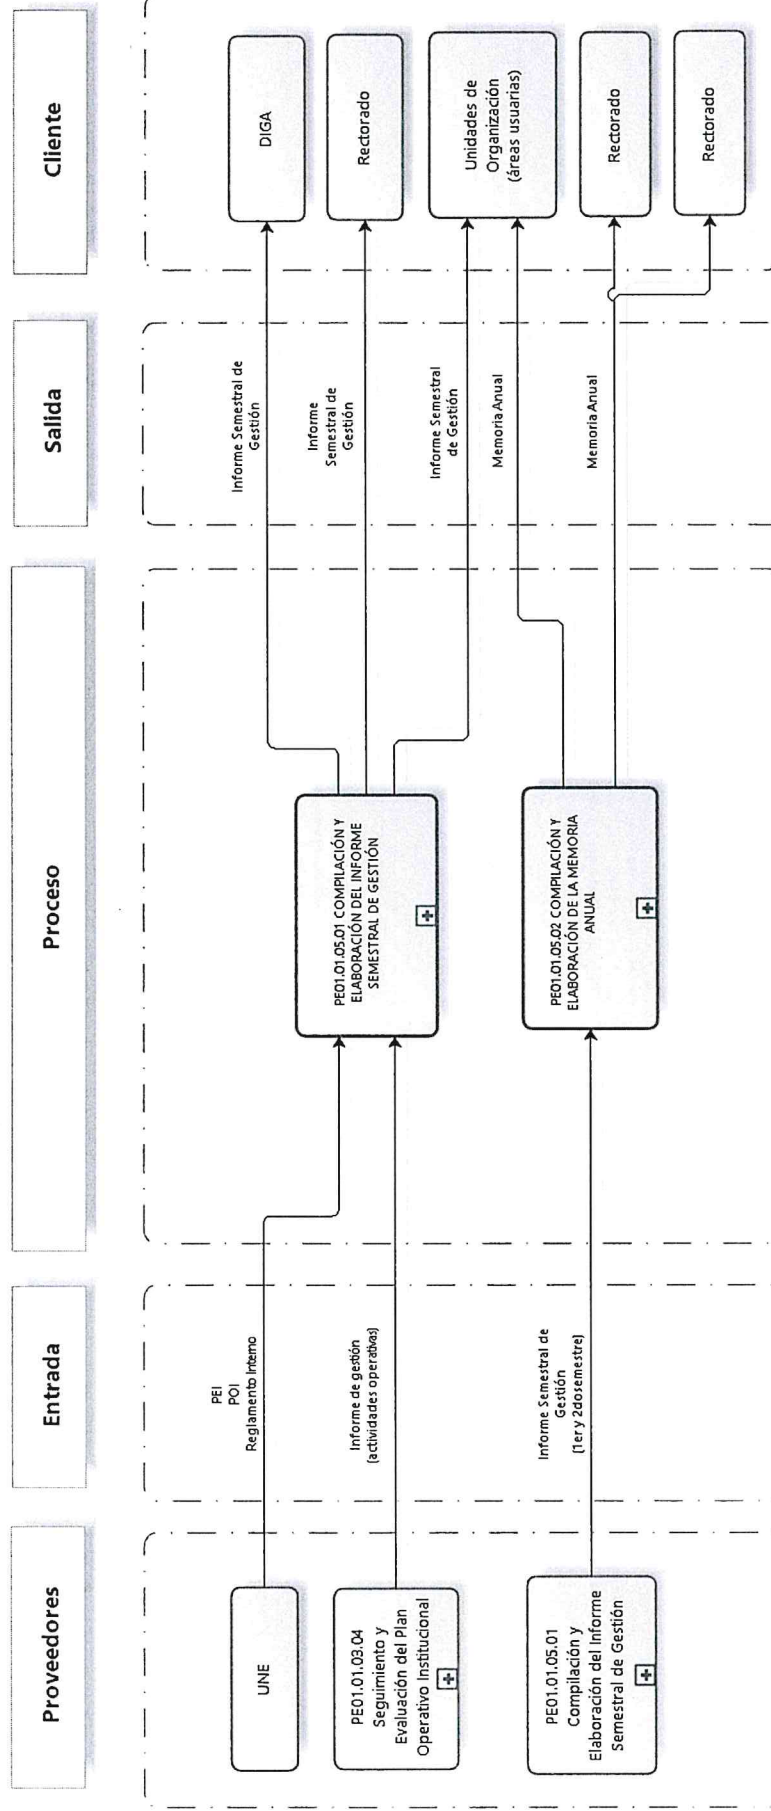 Proveedores
Entrada
Proceso
Salida
Cliente
UNE
PE01.01.03.04
Seguimiento y
Evaluación del Plan
Operativo Institucional
PE01.01.05.01
Compilación y
Elaboración del Informe
Semestral de Gestión
PEI
POI
Reglamento Interno
Informe de gestión
(actividades operativas)
Informe Semestral de
Gestión
(1er y 2dosemestre)
PE01.01.05.01 COMPILACIÓN Y
ELABORACIÓN DEL INFORME
SEMESTRAL DE GESTIÓN
PE01.01.05.02 COMPILACIÓN Y
ELABORACIÓN DE LA MEMORIA
ANUAL
Informe Semestral de
Gestión
Informe
Semestral de
Gestión
Informe Semestral
de Gestión
Memoria Anual
Memoria Anual
DIGA
Rectorado
Unidades de
Organización
(áreas usuarias)
Rectorado
Rectorado